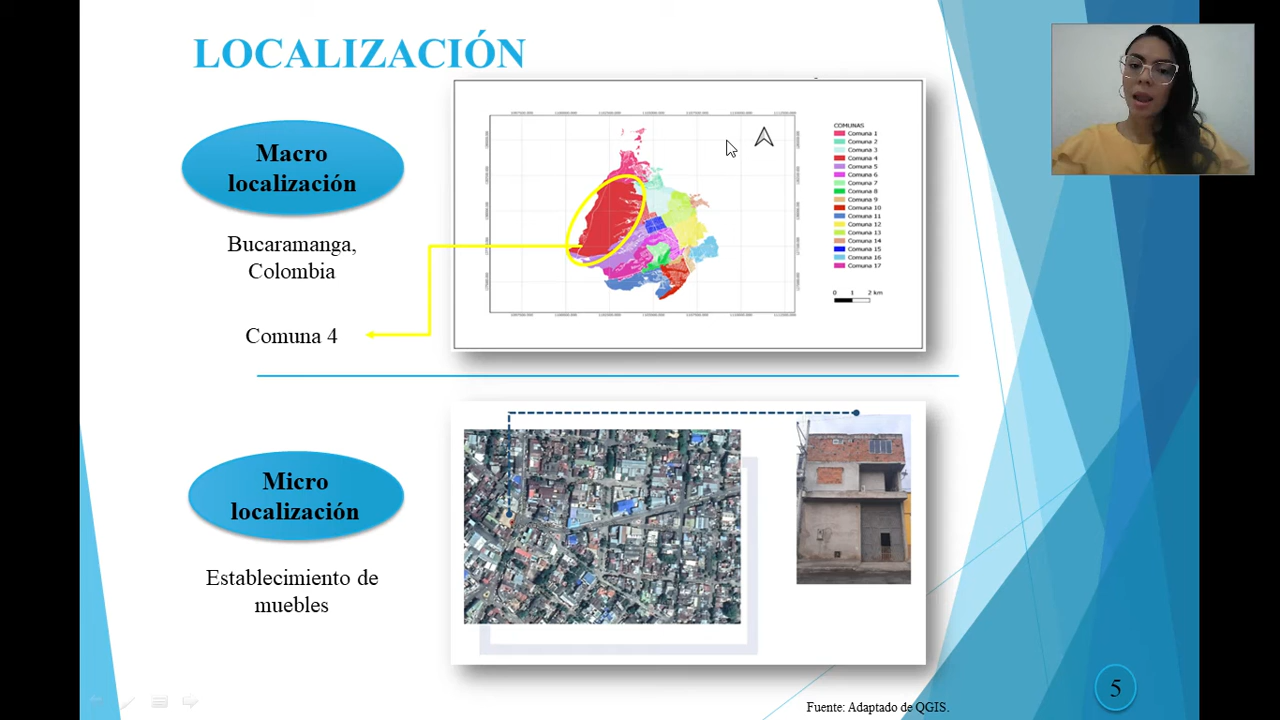 LOCALIZACIÓN
Macro
localización
Bucaramanga,
Colombia
Comuna 4
COMUNAS
Comuna 1
Comuna 2
Comuna 3
Comuna 4
Comuna 5
Comuna 6
Comuna 7
Comuna 8
Comuna 9
Comuna 10
Comuna 11
Comuna 12
Comuna 13
Comuna 14
Comuna 15
Comuna 16
Comuna 17
0 1 2 km
Micro
localización
Establecimiento de
muebles
5
Fuente: Adaptado de QGIS.